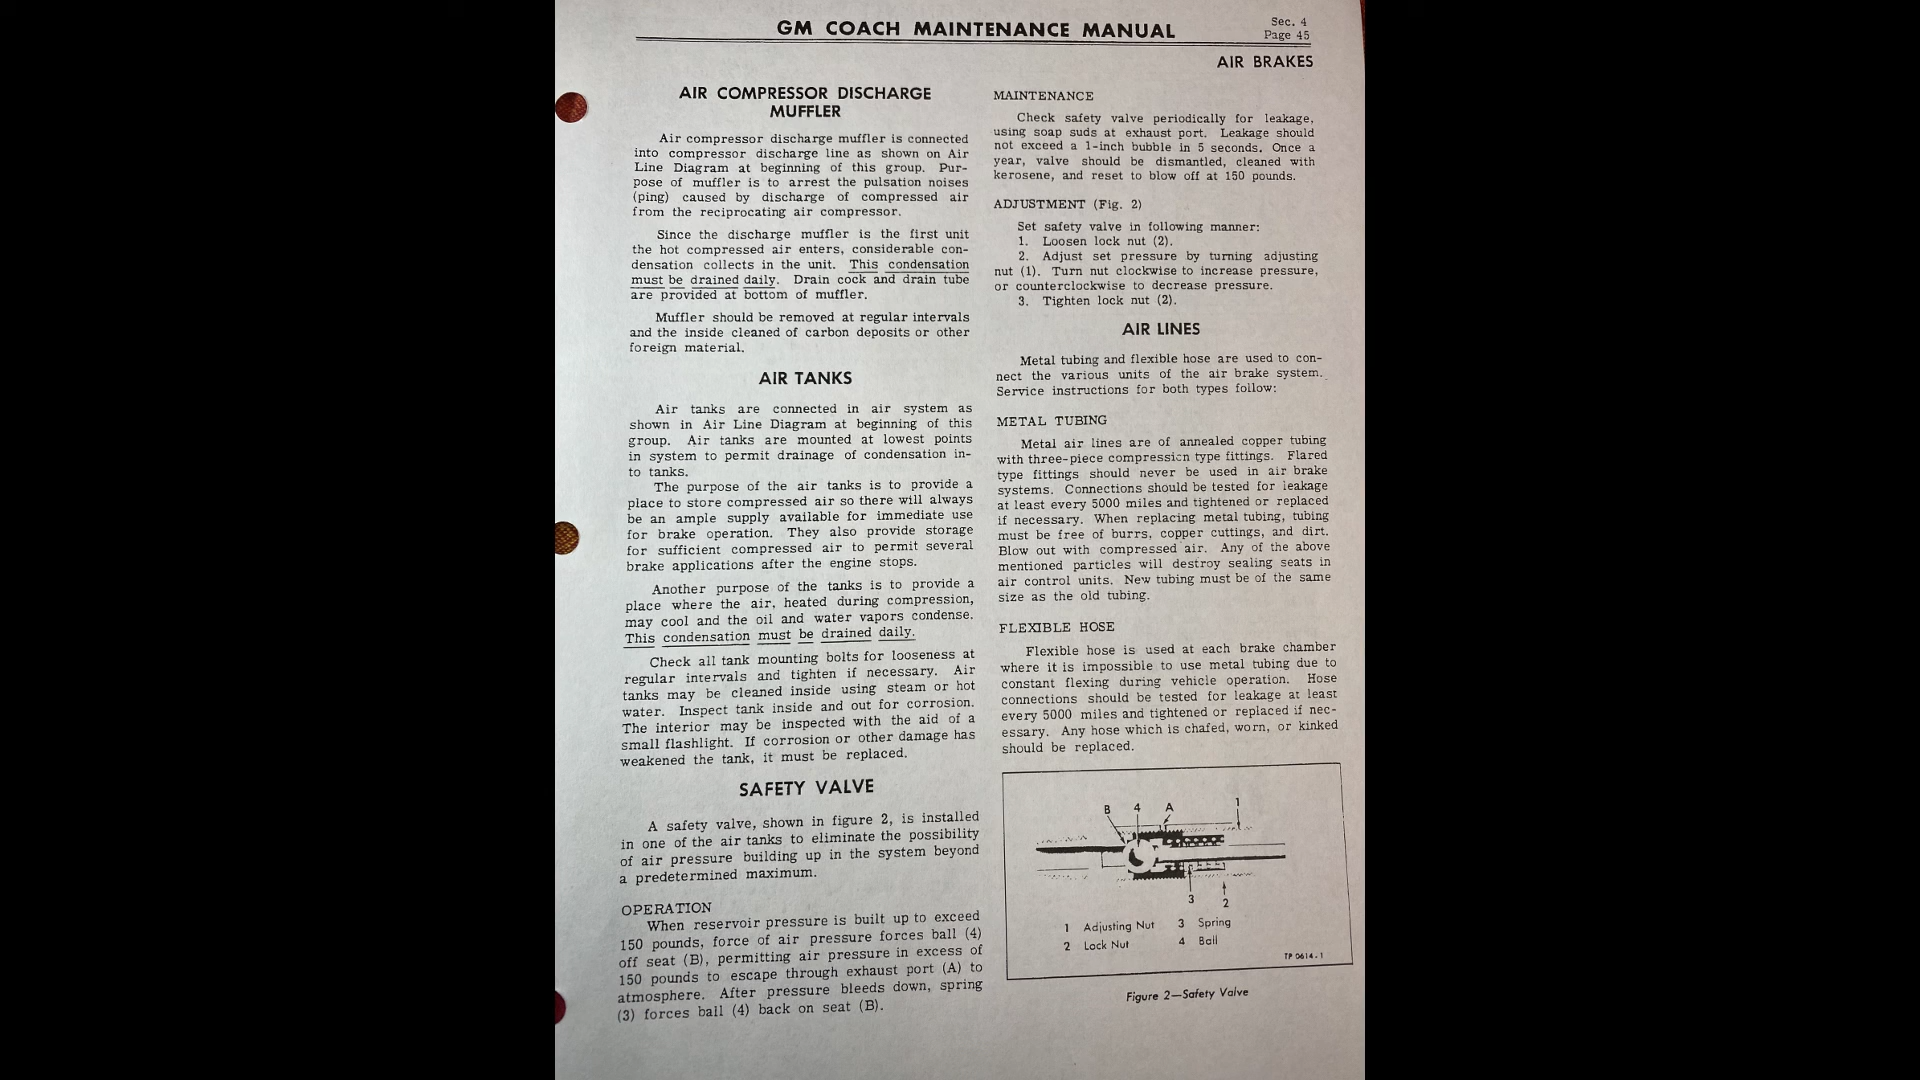 GM COACH MAINTENANCE MANUAL
Sec. 4
Page 45
AIR BRAKES
AIR COMPRESSOR DISCHARGE
MUFFLER
Air compressor discharge muffler is connected
into compressor discharge line as shown on Air
Line Diagram at beginning of this group. Pur-
pose of muffler is to arrest the pulsation noises
(ping) caused by discharge of compressed air
from the reciprocating air compressor.
Since the discharge muffler is the first unit
the hot compressed air enters, considerable con-
densation collects in the unit. This condensation
must be drained daily. Drain cock and drain tube
are provided at bottom of muffler.
Muffler should be removed at regular intervals
and the inside cleaned of carbon deposits or other
foreign material.
AIR TANKS
Air tanks are connected in air system as
shown in Air Line Diagram at beginning of this
group. Air tanks are mounted at lowest points
in system to permit drainage of condensation in-
to tanks.
The purpose of the air tanks is to provide a
place to store compressed air so there will always
be an ample supply available for immediate use
for brake operation. They also provide storage
for sufficient compressed air to permit several
brake applications after the engine stops.
Another purpose of the tanks is to provide a
place where the air, heated during compression,
may cool and the oil and water vapors condense.
This condensation must be drained daily.
Check all tank mounting bolts for looseness at
regular intervals and tighten if necessary. Air
tanks may be cleaned inside using steam or hot
water. Inspect tank inside and out for corrosion.
The interior may be inspected with the aid of a
small flashlight. If corrosion or other damage has
weakened the tank, it must be replaced.
SAFETY VALVE
A safety valve, shown in figure 2, is installed
in one of the air tanks to eliminate the possibility
of air pressure building up in the system beyond
a predetermined maximum.
OPERATION
When reservoir pressure is built up to exceed
150 pounds, force of air pressure forces ball (4)
off seat (B), permitting air pressure in excess of
150 pounds to escape through exhaust port (A) to
atmosphere. After pressure bleeds down, spring
(3) forces ball (4) back on seat (B).
MAINTENANCE
Check safety valve periodically for leakage,
using soap suds at exhaust port. Leakage should
not exceed a 1-inch bubble in 5 seconds. Once a
year, valve should be dismantled, cleaned with
kerosene, and reset to blow off at 150 pounds.
ADJUSTMENT (Fig. 2)
Set safety valve in following manner:
1. Loosen lock nut (2).
2. Adjust set pressure by turning adjusting
nut (1). Turn nut clockwise to increase pressure,
or counterclockwise to decrease pressure.
3. Tighten lock nut (2).
AIR LINES
Metal tubing and flexible hose are used to con-
nect the various units of the air brake system.
Service instructions for both types follow:
METAL TUBING
Metal air lines are of annealed copper tubing
with three-piece compression type fittings. Flared
type fittings should never be used in air brake
systems. Connections should be tested for leakage
at least every 5000 miles and tightened or replaced
if necessary. When replacing metal tubing, tubing
must be free of burrs, copper cuttings, and dirt.
Blow out with compressed air. Any of the above
mentioned particles will destroy sealing seats in
air control units. New tubing must be of the same
size as the old tubing.
FLEXIBLE HOSE
Flexible hose is used at each brake chamber
where it is impossible to use metal tubing due to
constant flexing during vehicle operation. Hose
connections should be tested for leakage at least
every 5000 miles and tightened or replaced if nec-
essary. Any hose which is chafed, worn, or kinked
should be replaced.
B 4 A 1
3 2
1 Adjusting Nut 3 Spring
2 Lock Nut 4 Ball
TP 0614-1
Figure 2—Safety Valve